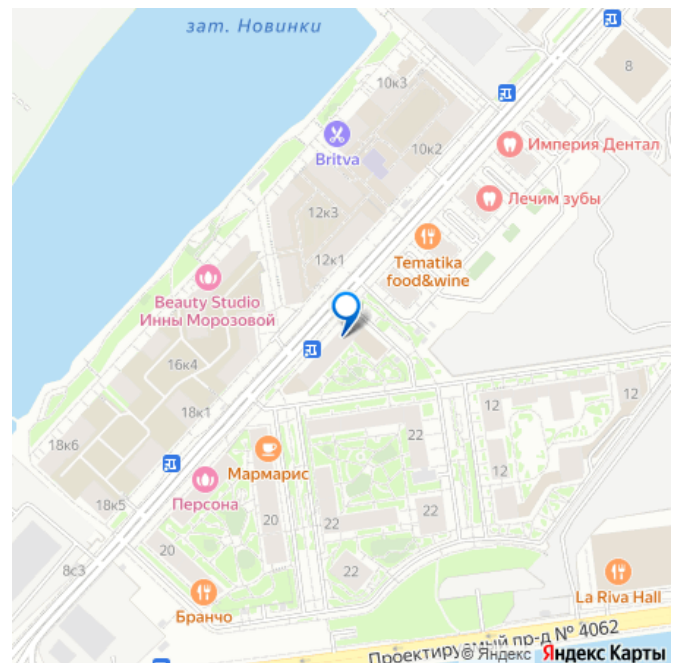 зат. Новинки
8
10к3
Britva
10к2
Империя Дентал
Лечим зубы
12к3
12к1
Tematika
food&wine
Beauty Studio
Инны Морозовой
16к4
18к1
12
12
18к6
22
Мармарис
12
18к5
Персона
20
22
22
20
8с3
22
Бранчо
La Riva Hall
Проектируемый пр-д № 4062
© Яндекс Яндекс Карты